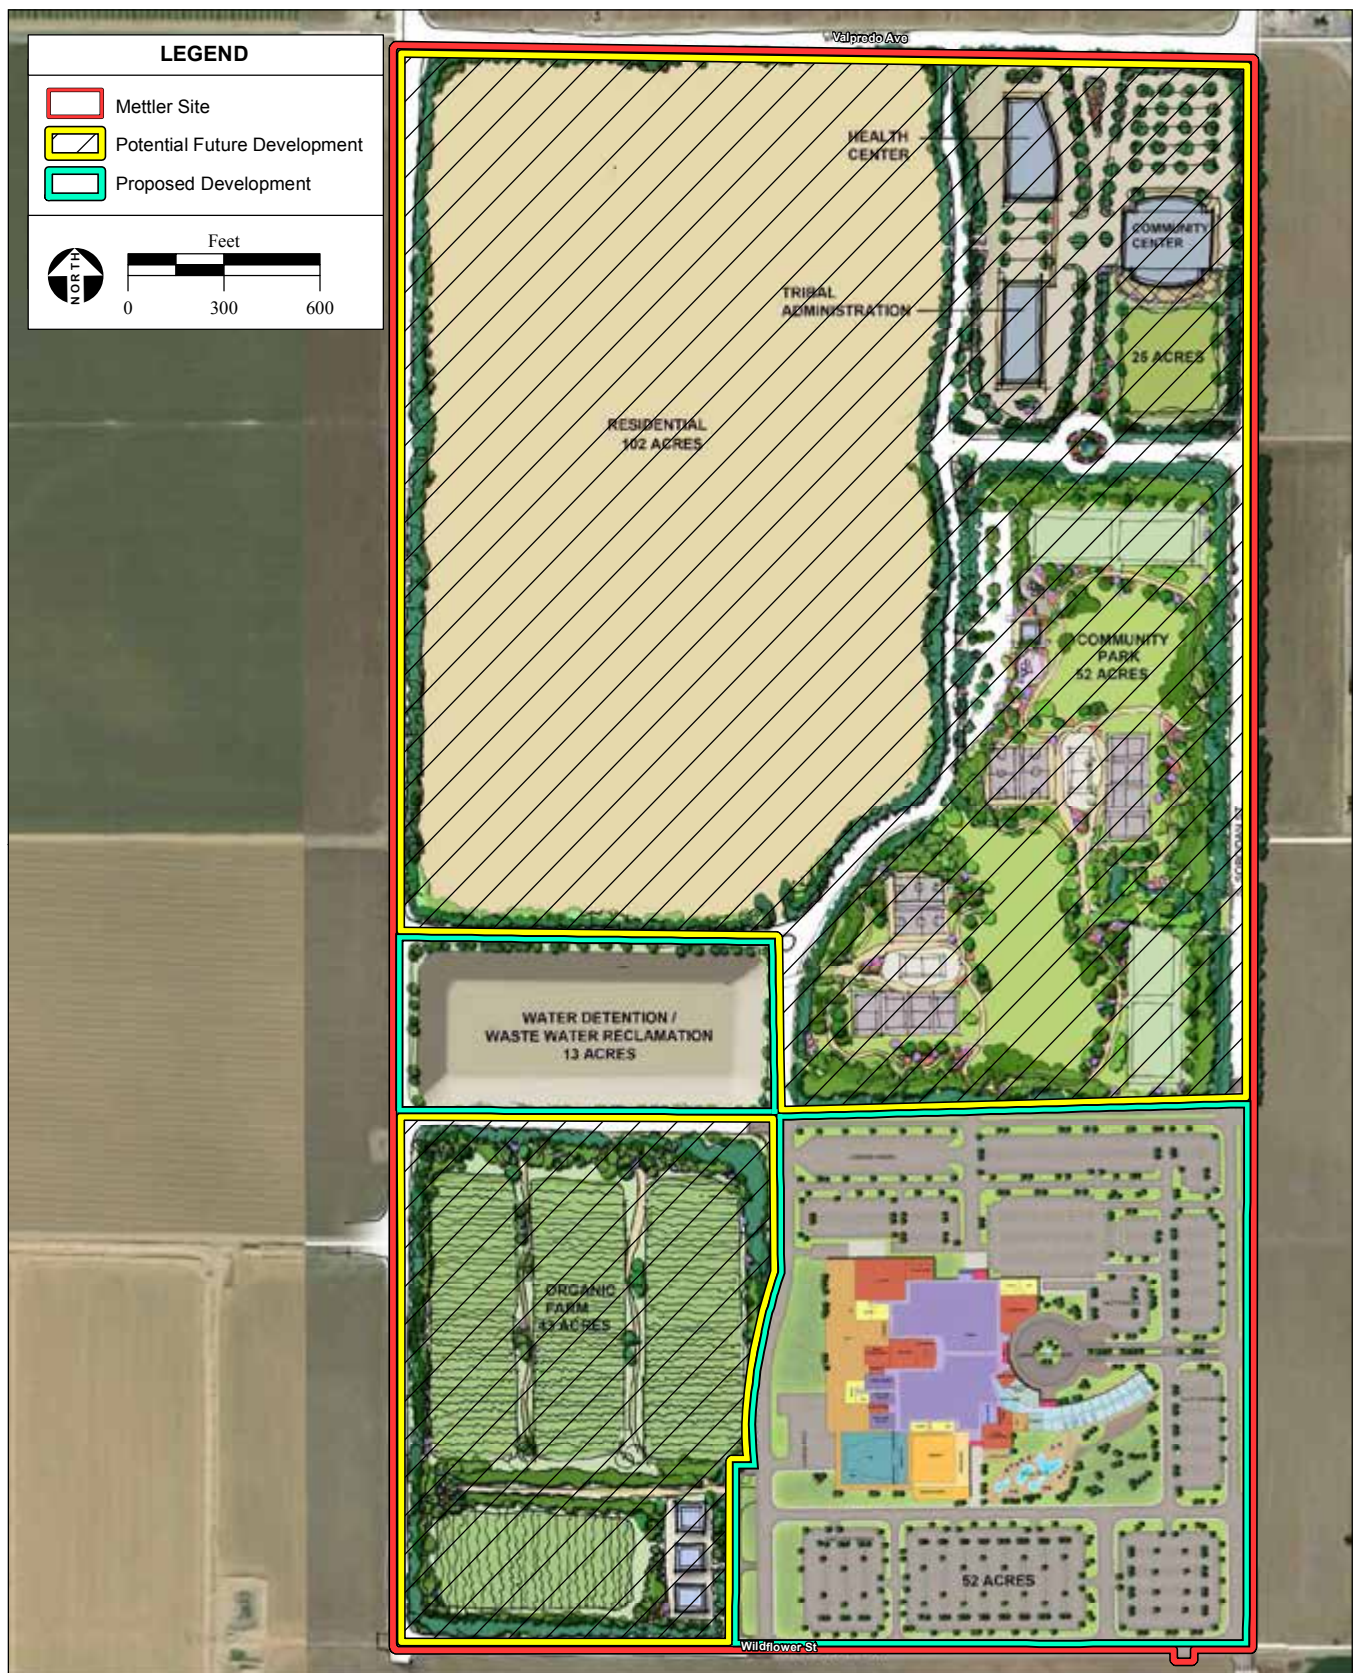 Valpredo Ave
LEGEND
Mettler Site
Potential Future Development
Proposed Development
Feet
NORTH
0 300 600
HEALTH
CENTER
COMMUNITY
CENTER
TRIBAL
ADMINISTRATION
25 ACRES
RESIDENTIAL
102 ACRES
COMMUNITY
PARK
52 ACRES
WATER DETENTION /
WASTE WATER RECLAMATION
13 ACRES
ORGANIC
FARM
43 ACRES
52 ACRES
Wildflower St